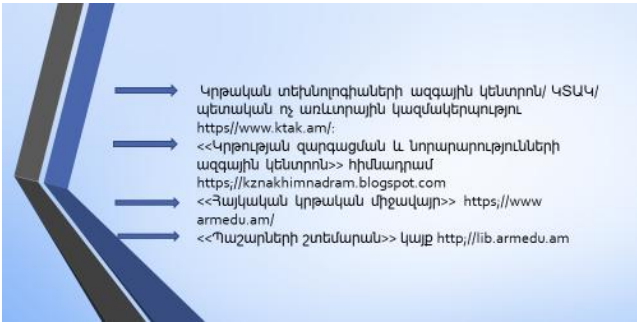 Կրթական տեխնոլոգիաների ազգային կենտրոն/ ԿՏԱԿ/
պետական ոչ առևտրային կազմակերպությու
https//www.ktak.am/:
<<Կրթության զարգացման և նորարարությունների
ազգային կենտրոն>> հիմնադրամ
https;//kznakhimnadram.blogspot.com
<<Հայկական կրթական միջավայր>> https;//www
armedu.am/
<<Պաշարների շտեմարան>> կայք http;//lib.armedu.am